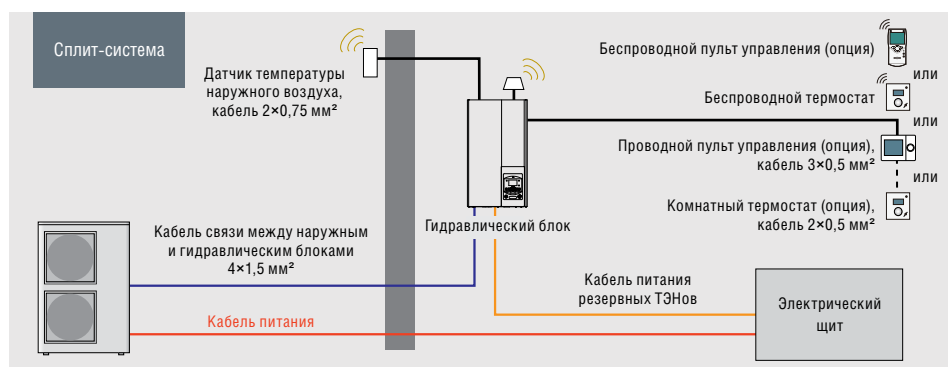 Сплит-система
Датчик температуры
наружного воздуха,
кабель 2×0,75 мм²
Беспроводной пульт управления (опция)
или
Беспроводной термостат
или
Проводной пульт управления (опция),
кабель 3×0,5 мм²
или
Комнатный термостат (опция),
кабель 2×0,5 мм²
Гидравлический блок
Кабель связи между наружным
и гидравлическим блоками
4×1,5 мм²
Кабель питания
резервных ТЭНов
Кабель питания
Электрический
щит